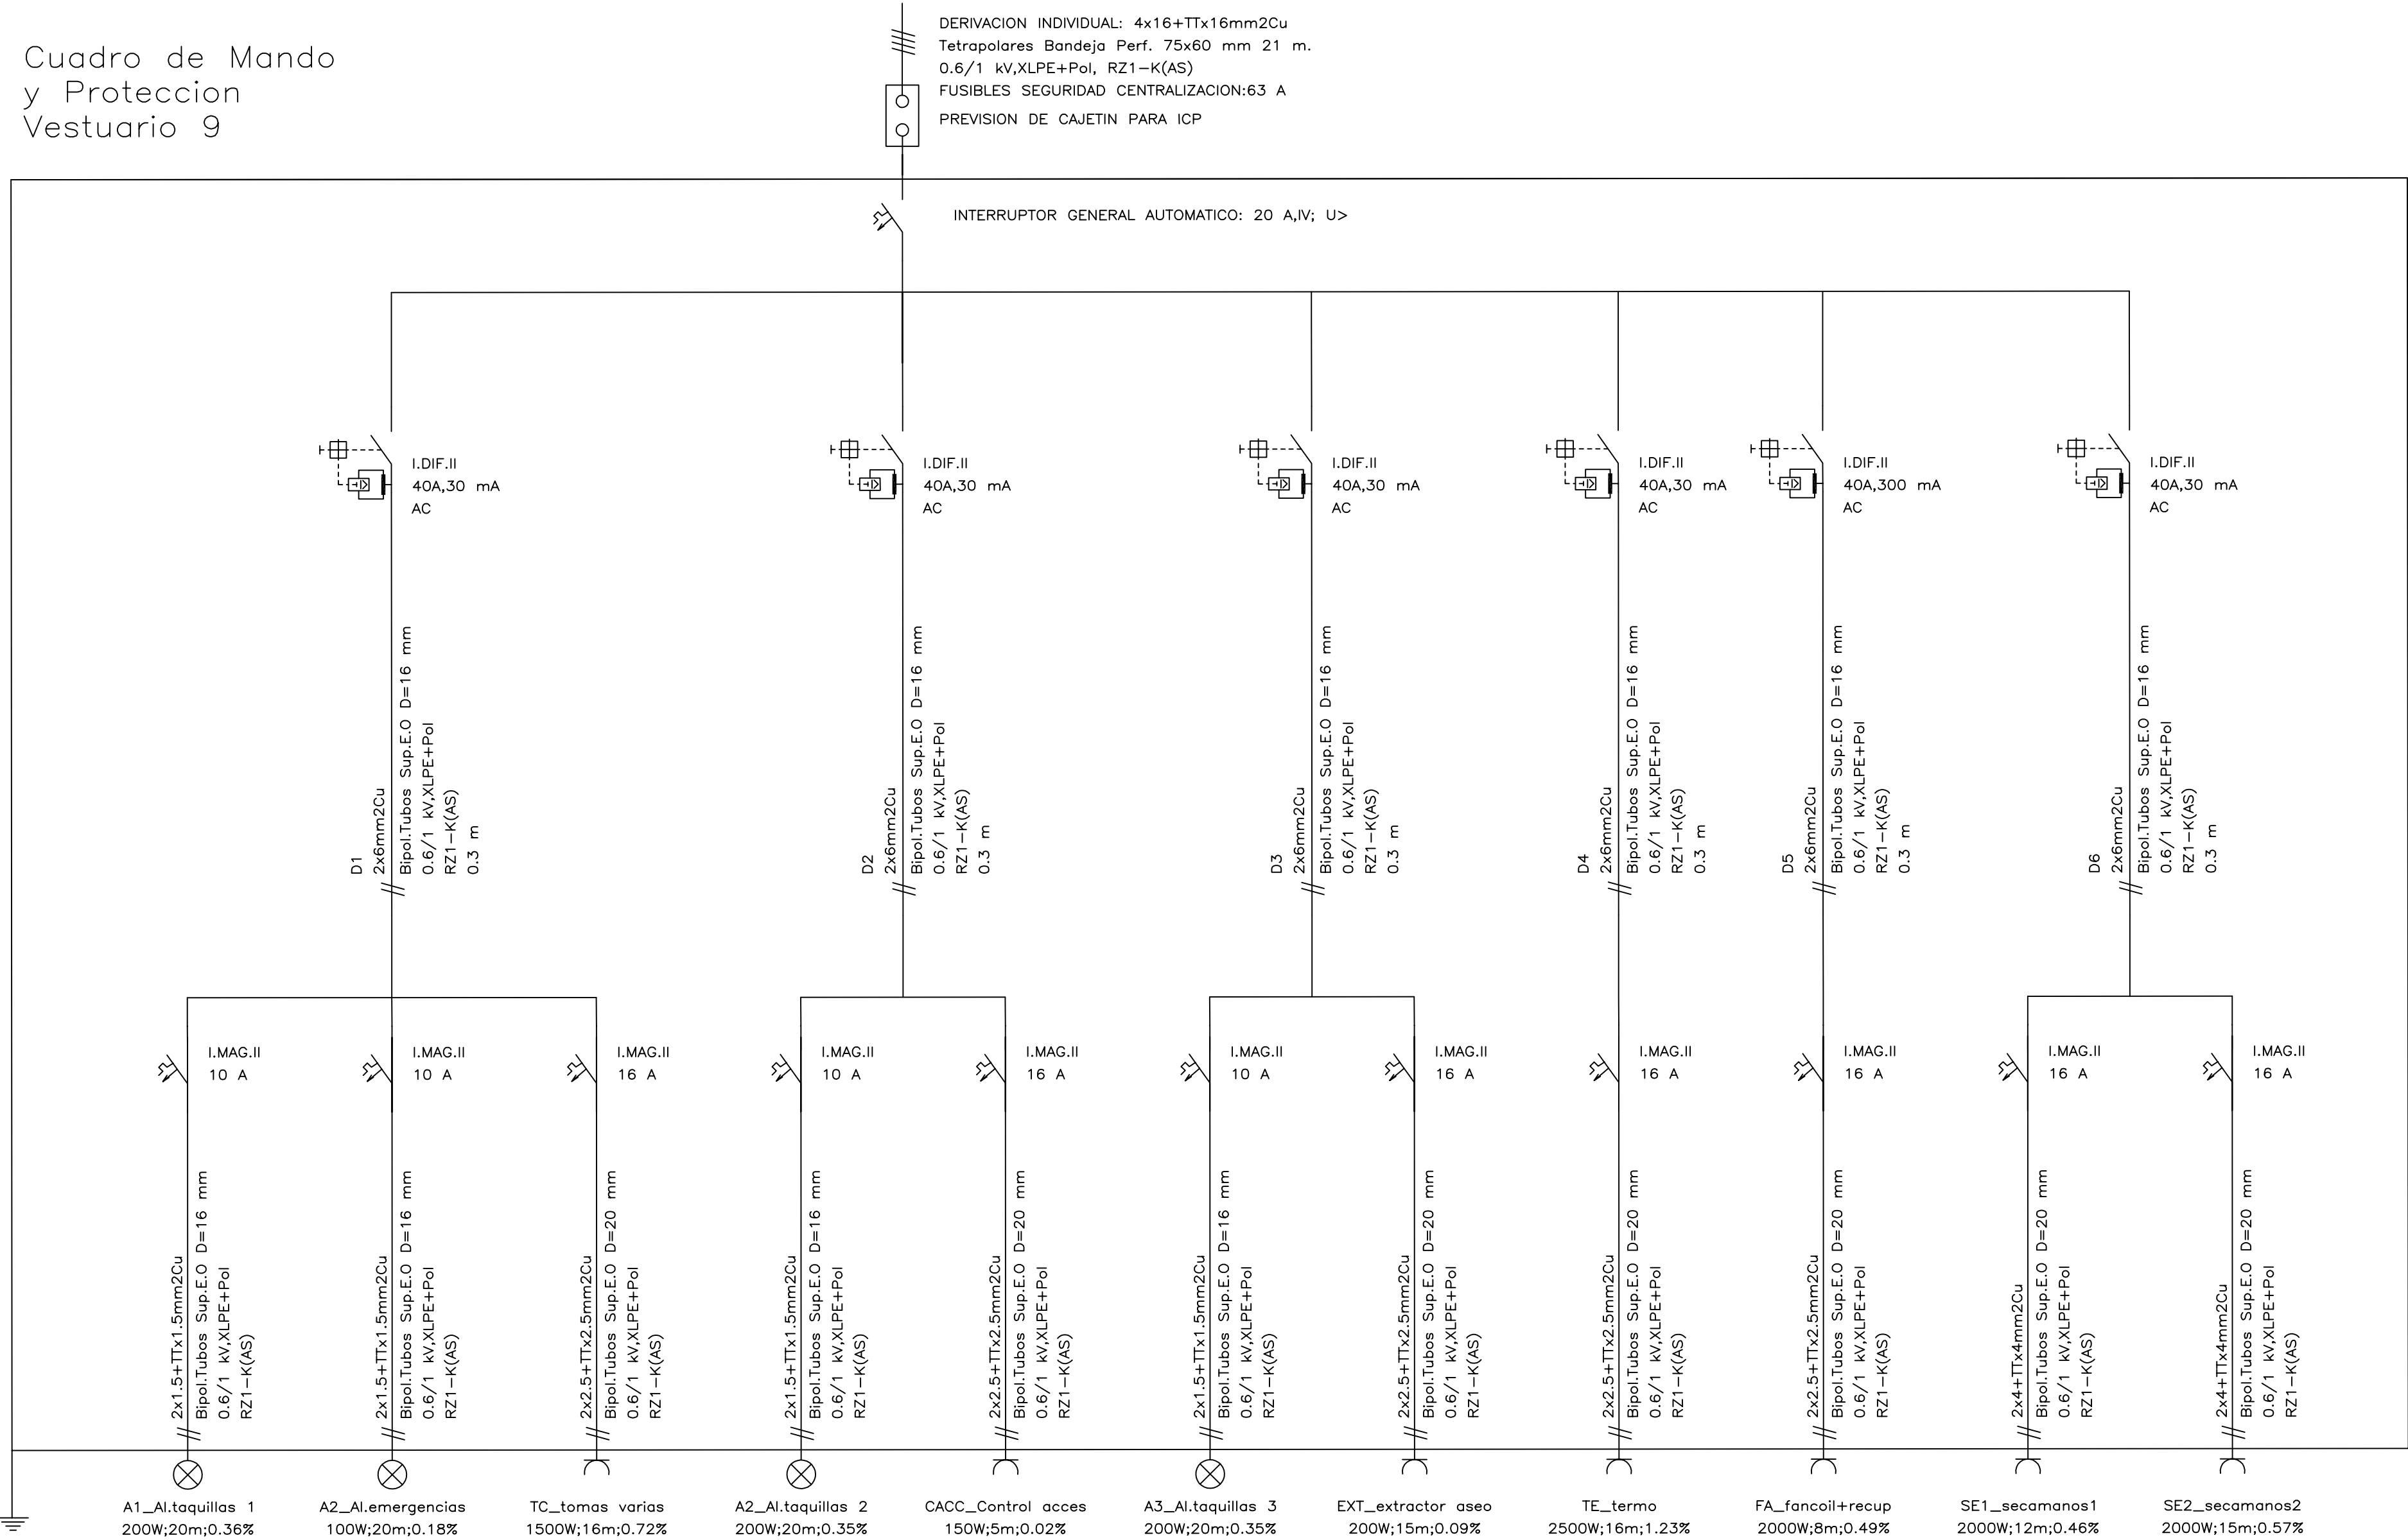 Cuadro de Mando
y Proteccion
Vestuario 9
DERIVACION INDIVIDUAL: 4x16+TTx16mm2Cu
Tetrapolares Bandeja Perf. 75x60 mm 21 m.
0.6/1 kV,XLPE+Pol, RZ1-K(AS)
FUSIBLES SEGURIDAD CENTRALIZACION:63 A
PREVISION DE CAJETIN PARA ICP
INTERRUPTOR GENERAL AUTOMATICO: 20 A,IV; U>
I.DIF.II
40A,30 mA
AC
I.DIF.II
40A,30 mA
AC
I.DIF.II
40A,30 mA
AC
I.DIF.II
40A,30 mA
AC
I.DIF.II
40A,300 mA
AC
I.DIF.II
40A,30 mA
AC
D1
2x6mm2Cu
Bipol.Tubos Sup.E.O D=16 mm
0.6/1 kV,XLPE+Pol
RZ1-K(AS)
0.3 m
D2
2x6mm2Cu
Bipol.Tubos Sup.E.O D=16 mm
0.6/1 kV,XLPE+Pol
RZ1-K(AS)
0.3 m
D3
2x6mm2Cu
Bipol.Tubos Sup.E.O D=16 mm
0.6/1 kV,XLPE+Pol
RZ1-K(AS)
0.3 m
D4
2x6mm2Cu
Bipol.Tubos Sup.E.O D=16 mm
0.6/1 kV,XLPE+Pol
RZ1-K(AS)
0.3 m
D5
2x6mm2Cu
Bipol.Tubos Sup.E.O D=16 mm
0.6/1 kV,XLPE+Pol
RZ1-K(AS)
0.3 m
D6
2x6mm2Cu
Bipol.Tubos Sup.E.O D=16 mm
0.6/1 kV,XLPE+Pol
RZ1-K(AS)
0.3 m
I.MAG.II
10 A
I.MAG.II
10 A
I.MAG.II
16 A
I.MAG.II
10 A
I.MAG.II
16 A
I.MAG.II
10 A
I.MAG.II
16 A
I.MAG.II
16 A
I.MAG.II
16 A
I.MAG.II
16 A
I.MAG.II
16 A
2x1.5+TTx1.5mm2Cu
Bipol.Tubos Sup.E.O D=16 mm
0.6/1 kV,XLPE+Pol
RZ1-K(AS)
2x1.5+TTx1.5mm2Cu
Bipol.Tubos Sup.E.O D=16 mm
0.6/1 kV,XLPE+Pol
RZ1-K(AS)
2x2.5+TTx2.5mm2Cu
Bipol.Tubos Sup.E.O D=20 mm
0.6/1 kV,XLPE+Pol
RZ1-K(AS)
2x1.5+TTx1.5mm2Cu
Bipol.Tubos Sup.E.O D=16 mm
0.6/1 kV,XLPE+Pol
RZ1-K(AS)
2x2.5+TTx2.5mm2Cu
Bipol.Tubos Sup.E.O D=20 mm
0.6/1 kV,XLPE+Pol
RZ1-K(AS)
2x1.5+TTx1.5mm2Cu
Bipol.Tubos Sup.E.O D=16 mm
0.6/1 kV,XLPE+Pol
RZ1-K(AS)
2x2.5+TTx2.5mm2Cu
Bipol.Tubos Sup.E.O D=20 mm
0.6/1 kV,XLPE+Pol
RZ1-K(AS)
2x2.5+TTx2.5mm2Cu
Bipol.Tubos Sup.E.O D=20 mm
0.6/1 kV,XLPE+Pol
RZ1-K(AS)
2x2.5+TTx2.5mm2Cu
Bipol.Tubos Sup.E.O D=20 mm
0.6/1 kV,XLPE+Pol
RZ1-K(AS)
2x4+TTx4mm2Cu
Bipol.Tubos Sup.E.O D=20 mm
0.6/1 kV,XLPE+Pol
RZ1-K(AS)
2x4+TTx4mm2Cu
Bipol.Tubos Sup.E.O D=20 mm
0.6/1 kV,XLPE+Pol
RZ1-K(AS)
A1_Al.taquillas 1
200W;20m;0.36%
A2_Al.emergencias
100W;20m;0.18%
TC_tomas varias
1500W;16m;0.72%
A2_Al.taquillas 2
200W;20m;0.35%
CACC_Control acces
150W;5m;0.02%
A3_Al.taquillas 3
200W;20m;0.35%
EXT_extractor aseo
200W;15m;0.09%
TE_termo
2500W;16m;1.23%
FA_fancoil+recup
2000W;8m;0.49%
SE1_secamanos1
2000W;12m;0.46%
SE2_secamanos2
2000W;15m;0.57%